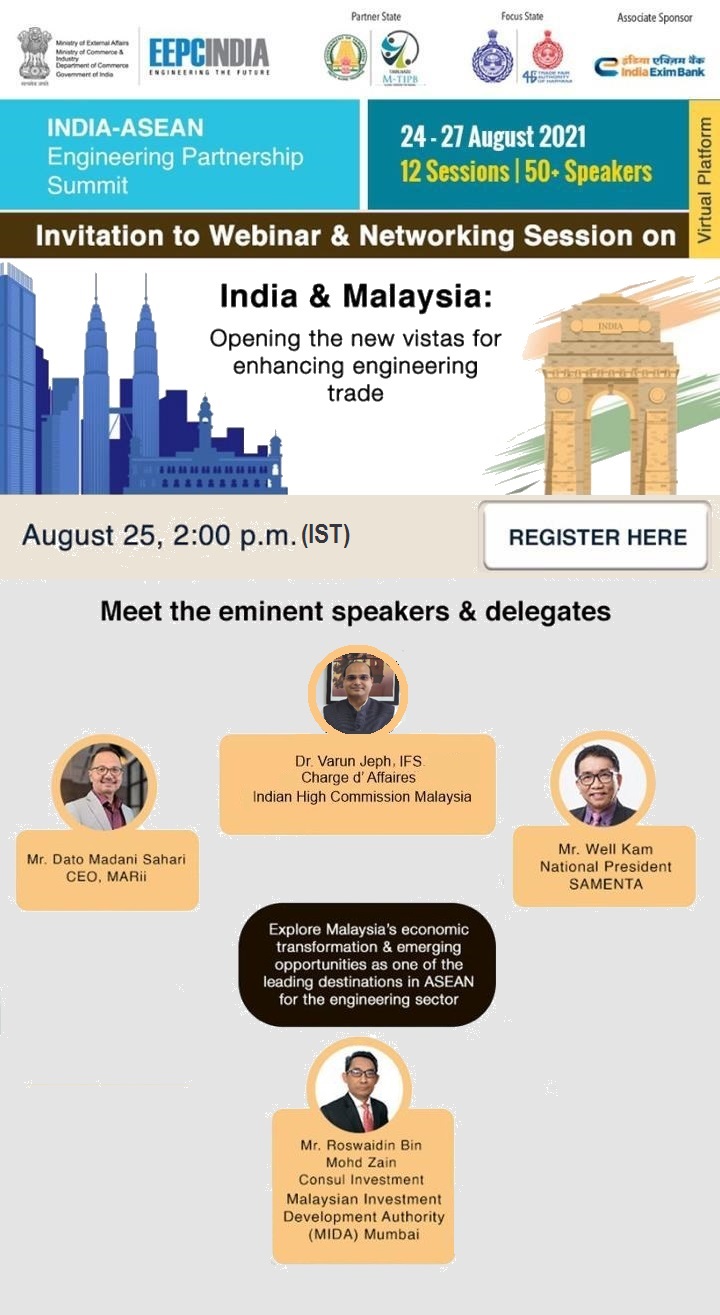 Partner State
Focus State
Associate Sponsor
Ministry of External Affairs
Ministry of Commerce &
Industry
Department of Commerce
Government of India
EEPCINDIA
ENGINEERING THE FUTURE
M-TIPB
TRADE FAIR
AUTHORITY
OF HARYANA
इंडिया एक्ज़िम बैंक
IndiaEximBank
INDIA-ASEAN
Engineering Partnership
Summit
24 - 27 August 2021
12 Sessions | 50+ Speakers
Virtual Platform
Invitation to Webinar & Networking Session on
India & Malaysia:
Opening the new vistas for
enhancing engineering
trade
INDIA
August 25, 2:00 p.m. (IST)
REGISTER HERE
Meet the eminent speakers & delegates
Dr. Varun Jeph, IFS
Charge d' Affaires
Indian High Commission Malaysia
Mr. Dato Madani Sahari
CEO, MARii
Mr. Well Kam
National President
SAMENTA
Explore Malaysia's economic
transformation & emerging
opportunities as one of the
leading destinations in ASEAN
for the engineering sector
Mr. Roswaidin Bin
Mohd Zain
Consul Investment
Malaysian Investment
Development Authority
(MIDA) Mumbai